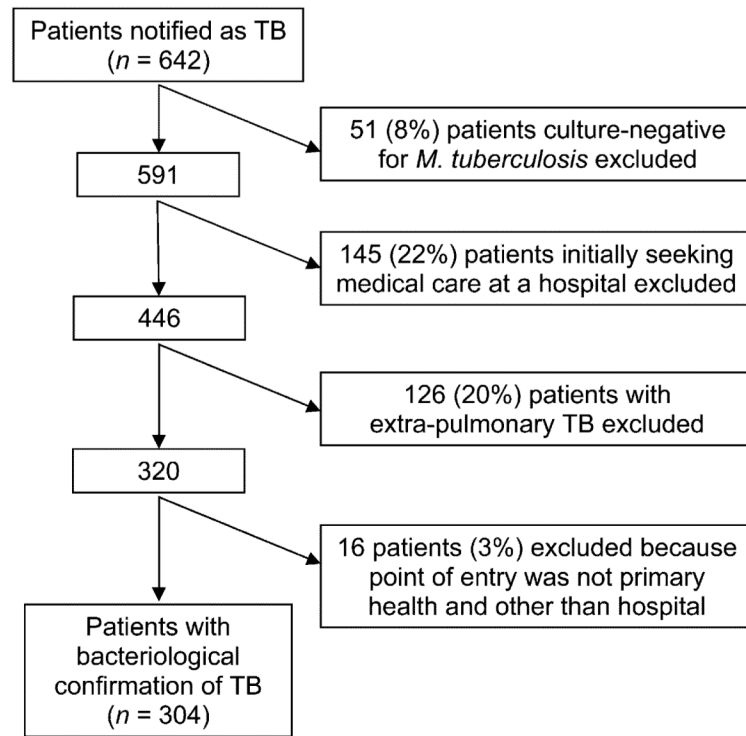 Patients notified as TB
(n = 642)
51 (8%) patients culture-negative
for M. tuberculosis excluded
591
145 (22%) patients initially seeking
medical care at a hospital excluded
446
126 (20%) patients with
extra-pulmonary TB excluded
320
16 patients (3%) excluded because
point of entry was not primary
health and other than hospital
Patients with
bacteriological
confirmation of TB
(n = 304)